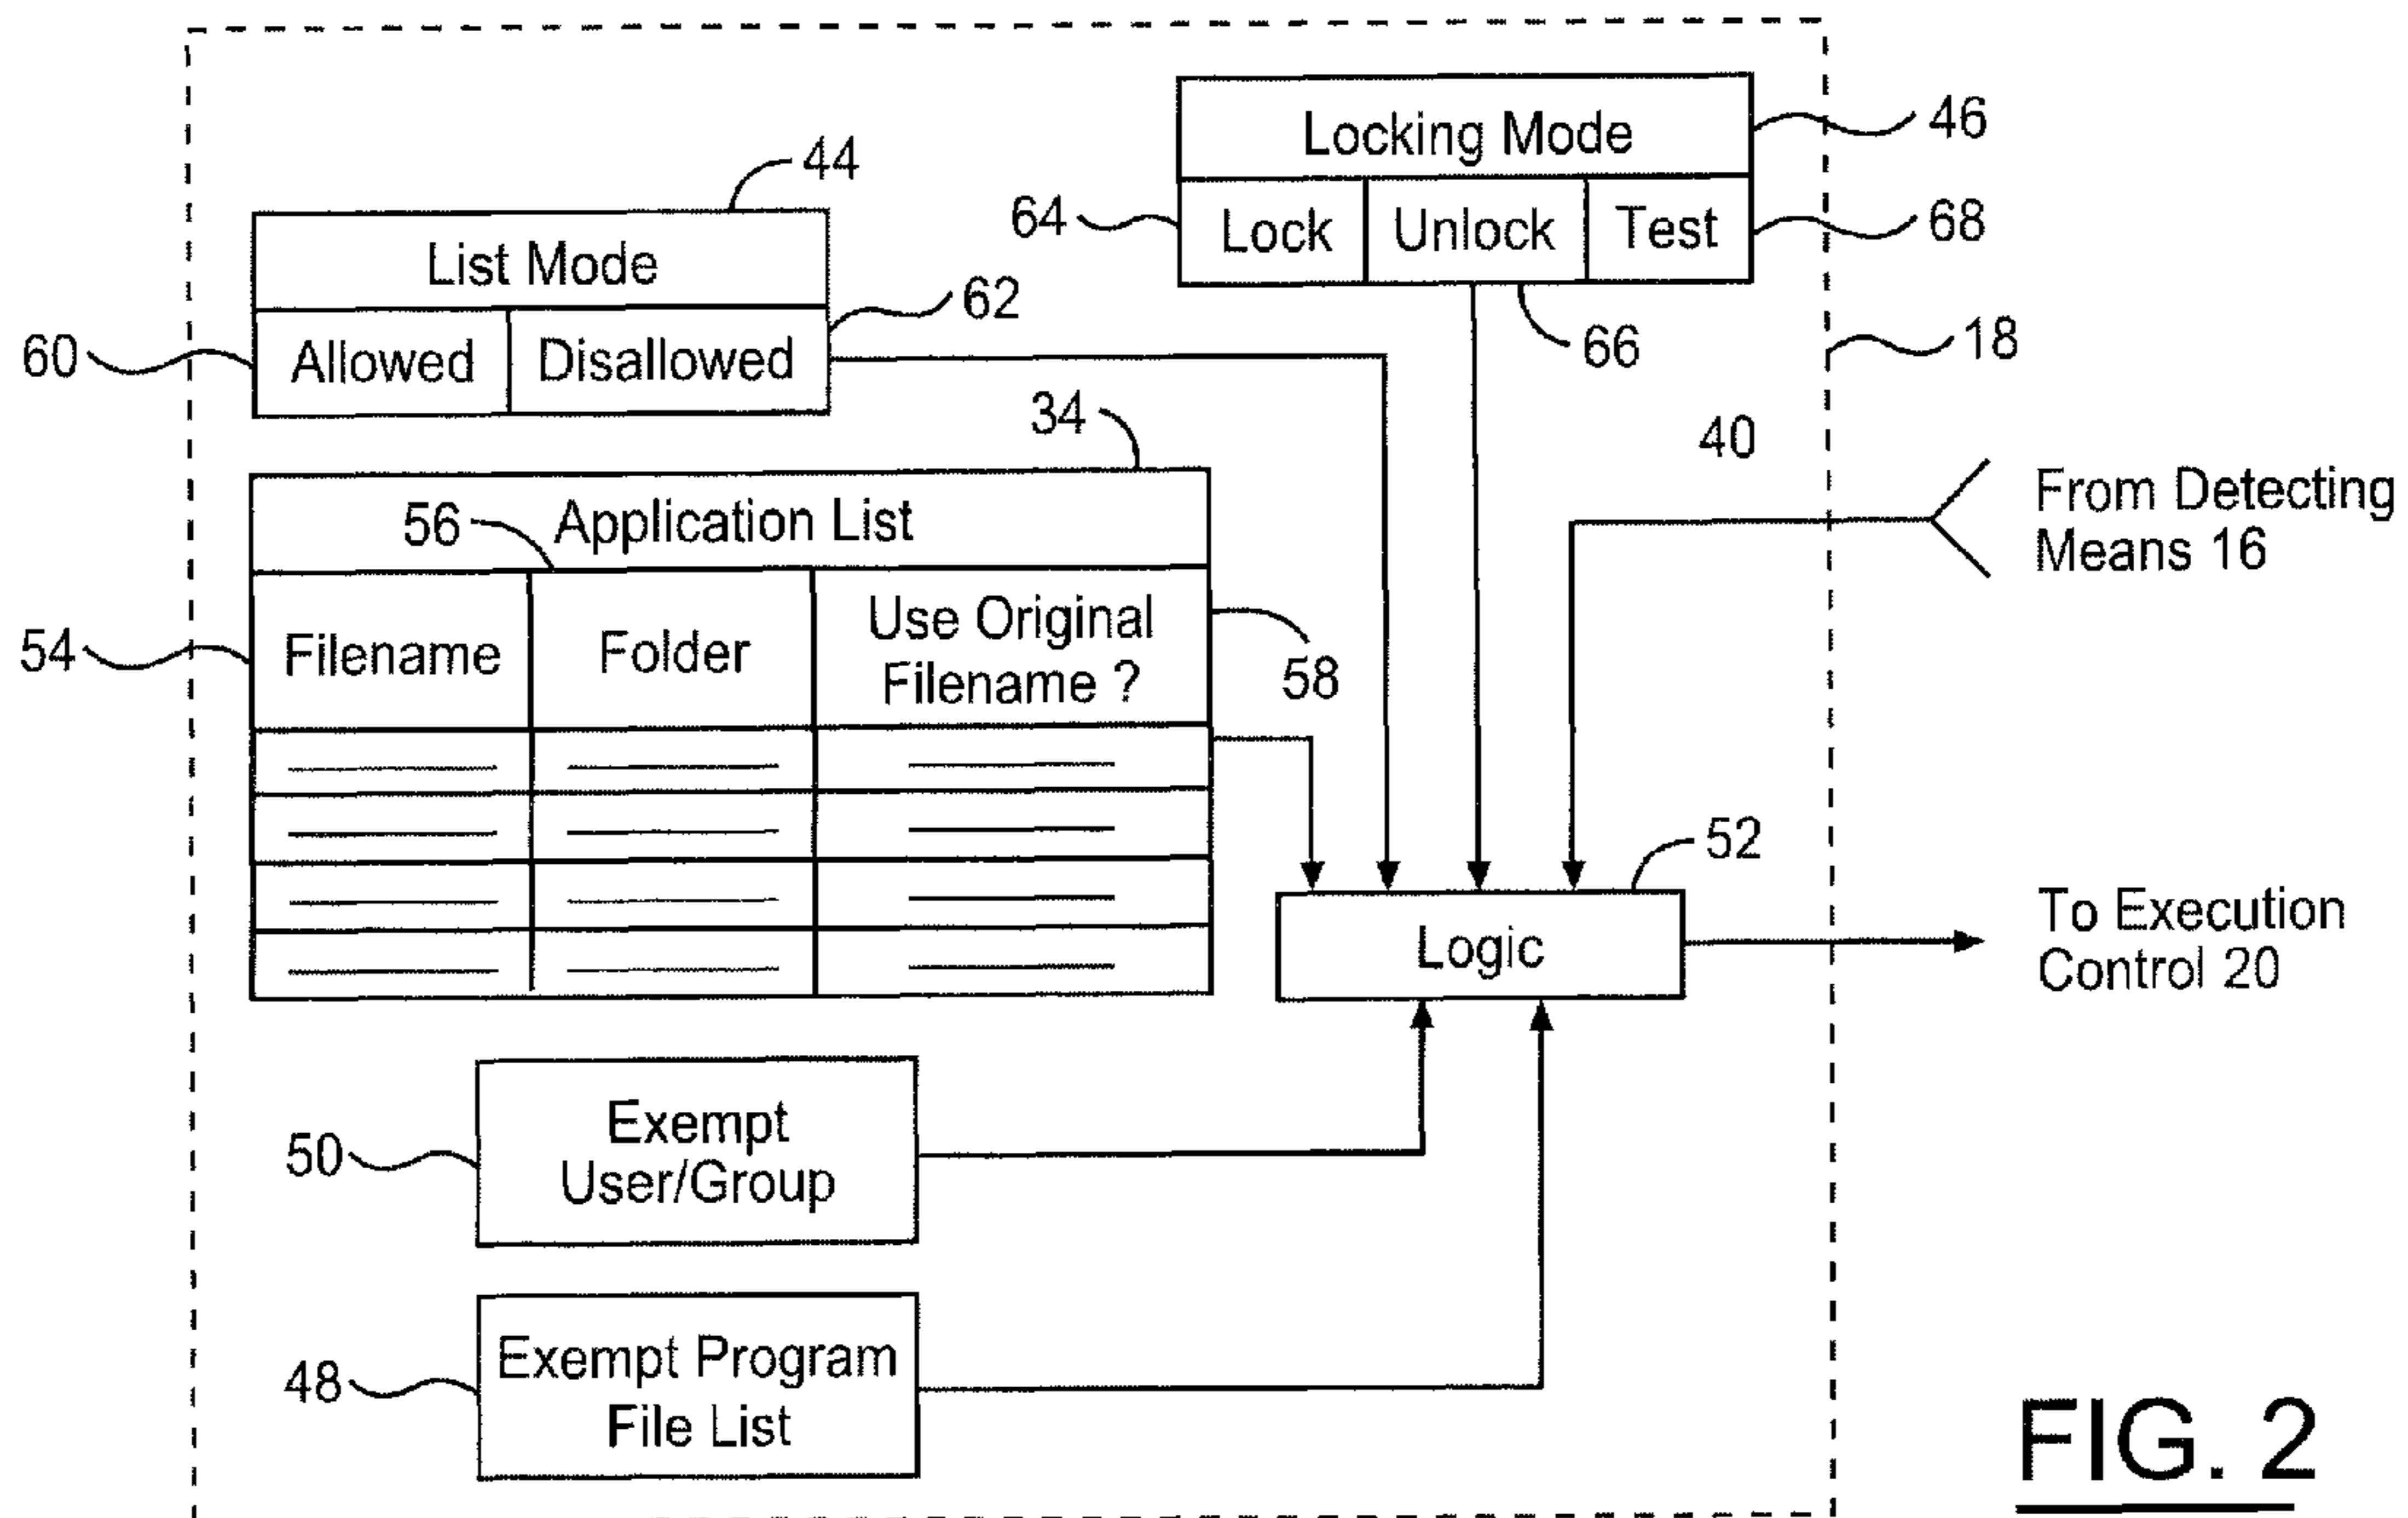 Locking Mode
46
64
Lock
Unlock
Test
68
66
18
44
List Mode
62
60
Allowed
Disallowed
34
40
56
Application List
From Detecting
Means 16
54
Filename
Folder
Use Original
Filename ?
58
52
Logic
To Execution
Control 20
50
Exempt
User/Group
48
Exempt Program
File List
FIG. 2